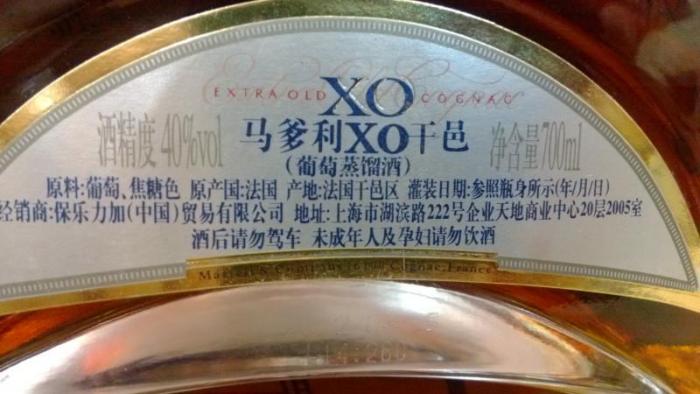 EXTRA OLD XO COGNAC
酒精度 40%vol 马爹利XO干邑 净含量700ml
(葡萄蒸馏酒)
原料:葡萄、焦糖色 原产国:法国 产地:法国干邑区 灌装日期:参照瓶身所示(年/月/日)
经销商:保乐力加(中国)贸易有限公司 地址:上海市湖滨路222号企业天地商业中心20层2005室
酒后请勿驾车 未成年人及孕妇请勿饮酒
Cognac, France